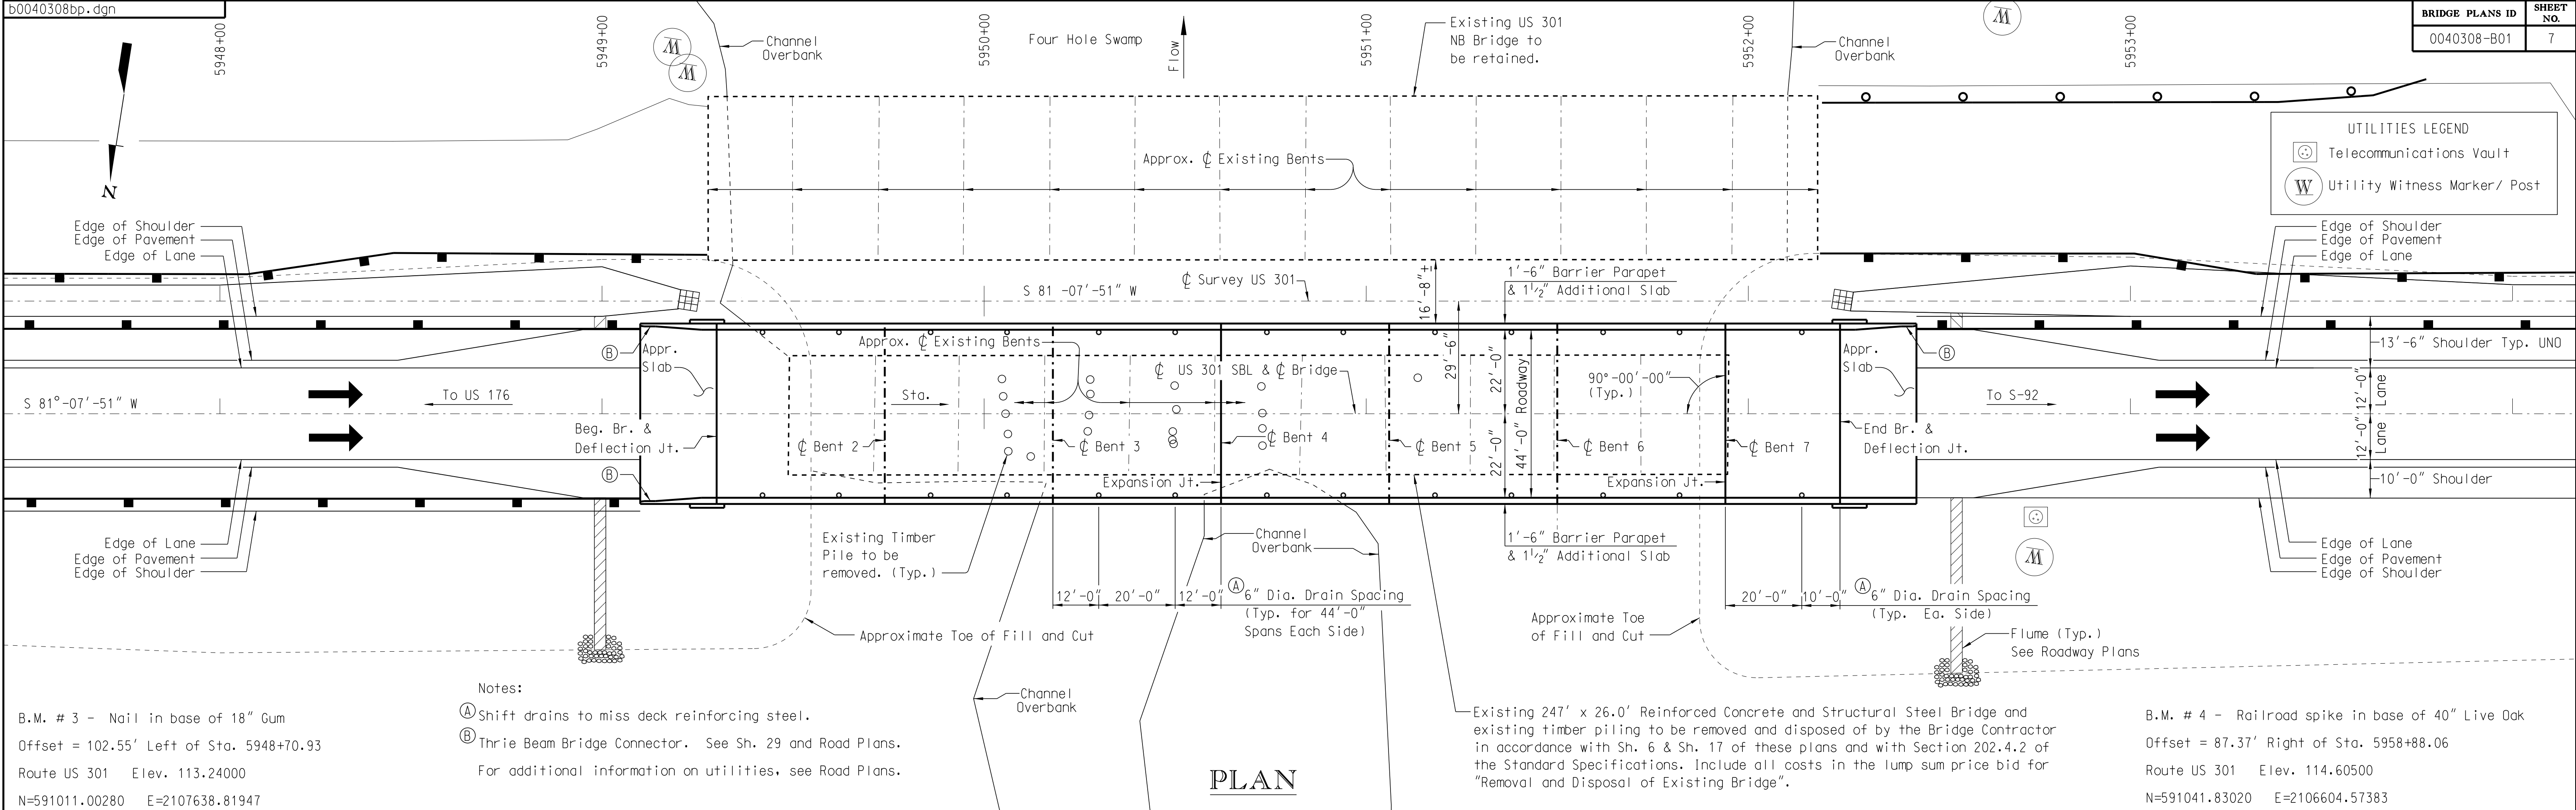 b0040308bp.dgn
BRIDGE PLANS ID
SHEET
NO.
0040308-B01
7
5948+00
5949+00
5950+00
5951+00
5952+00
5953+00
W
W
W
Channel
Overbank
Four Hole Swamp
Flow
Existing US 301
NB Bridge to
be retained.
Channel
Overbank
N
UTILITIES LEGEND
Telecommunications Vault
W
Utility Witness Marker/ Post
Approx. ℄ Existing Bents
Edge of Shoulder
Edge of Pavement
Edge of Lane
Edge of Shoulder
Edge of Pavement
Edge of Lane
S 81 -07'-51" W
℄ Survey US 301
16'-8"±
1'-6" Barrier Parapet
& 1 1/2" Additional Slab
29'-6"
B
Appr.
Slab
Approx. ℄ Existing Bents
℄ US 301 SBL & ℄ Bridge
22'-0"
22'-0"
44'-0" Roadway
90°-00'-00"
(Typ.)
Appr.
Slab
B
13'-6" Shoulder Typ. UNO
12'-0"
Lane
12'-0"
Lane
10'-0" Shoulder
S 81°-07'-51" W
To US 176
Sta.
To S-92
Beg. Br. &
Deflection Jt.
℄ Bent 2
℄ Bent 3
℄ Bent 4
℄ Bent 5
℄ Bent 6
℄ Bent 7
End Br. &
Deflection Jt.
B
Expansion Jt.
Expansion Jt.
Edge of Lane
Edge of Pavement
Edge of Shoulder
Existing Timber
Pile to be
removed. (Typ.)
Channel
Overbank
1'-6" Barrier Parapet
& 1 1/2" Additional Slab
W
Edge of Lane
Edge of Pavement
Edge of Shoulder
12'-0"
20'-0"
12'-0"
A
6" Dia. Drain Spacing
(Typ. for 44'-0"
Spans Each Side)
20'-0"
10'-0"
A
6" Dia. Drain Spacing
(Typ. Ea. Side)
Approximate Toe of Fill and Cut
Approximate Toe
of Fill and Cut
Flume (Typ.)
See Roadway Plans
Channel
Overbank
B.M. # 3 - Nail in base of 18" Gum
Offset = 102.55' Left of Sta. 5948+70.93
Route US 301 Elev. 113.24000
N=591011.00280 E=2107638.81947
Notes:
A Shift drains to miss deck reinforcing steel.
B Thrie Beam Bridge Connector. See Sh. 29 and Road Plans.
For additional information on utilities, see Road Plans.
PLAN
Existing 247' x 26.0' Reinforced Concrete and Structural Steel Bridge and
existing timber piling to be removed and disposed of by the Bridge Contractor
in accordance with Sh. 6 & Sh. 17 of these plans and with Section 202.4.2 of
the Standard Specifications. Include all costs in the lump sum price bid for
"Removal and Disposal of Existing Bridge".
B.M. # 4 - Railroad spike in base of 40" Live Oak
Offset = 87.37' Right of Sta. 5958+88.06
Route US 301 Elev. 114.60500
N=591041.83020 E=2106604.57383